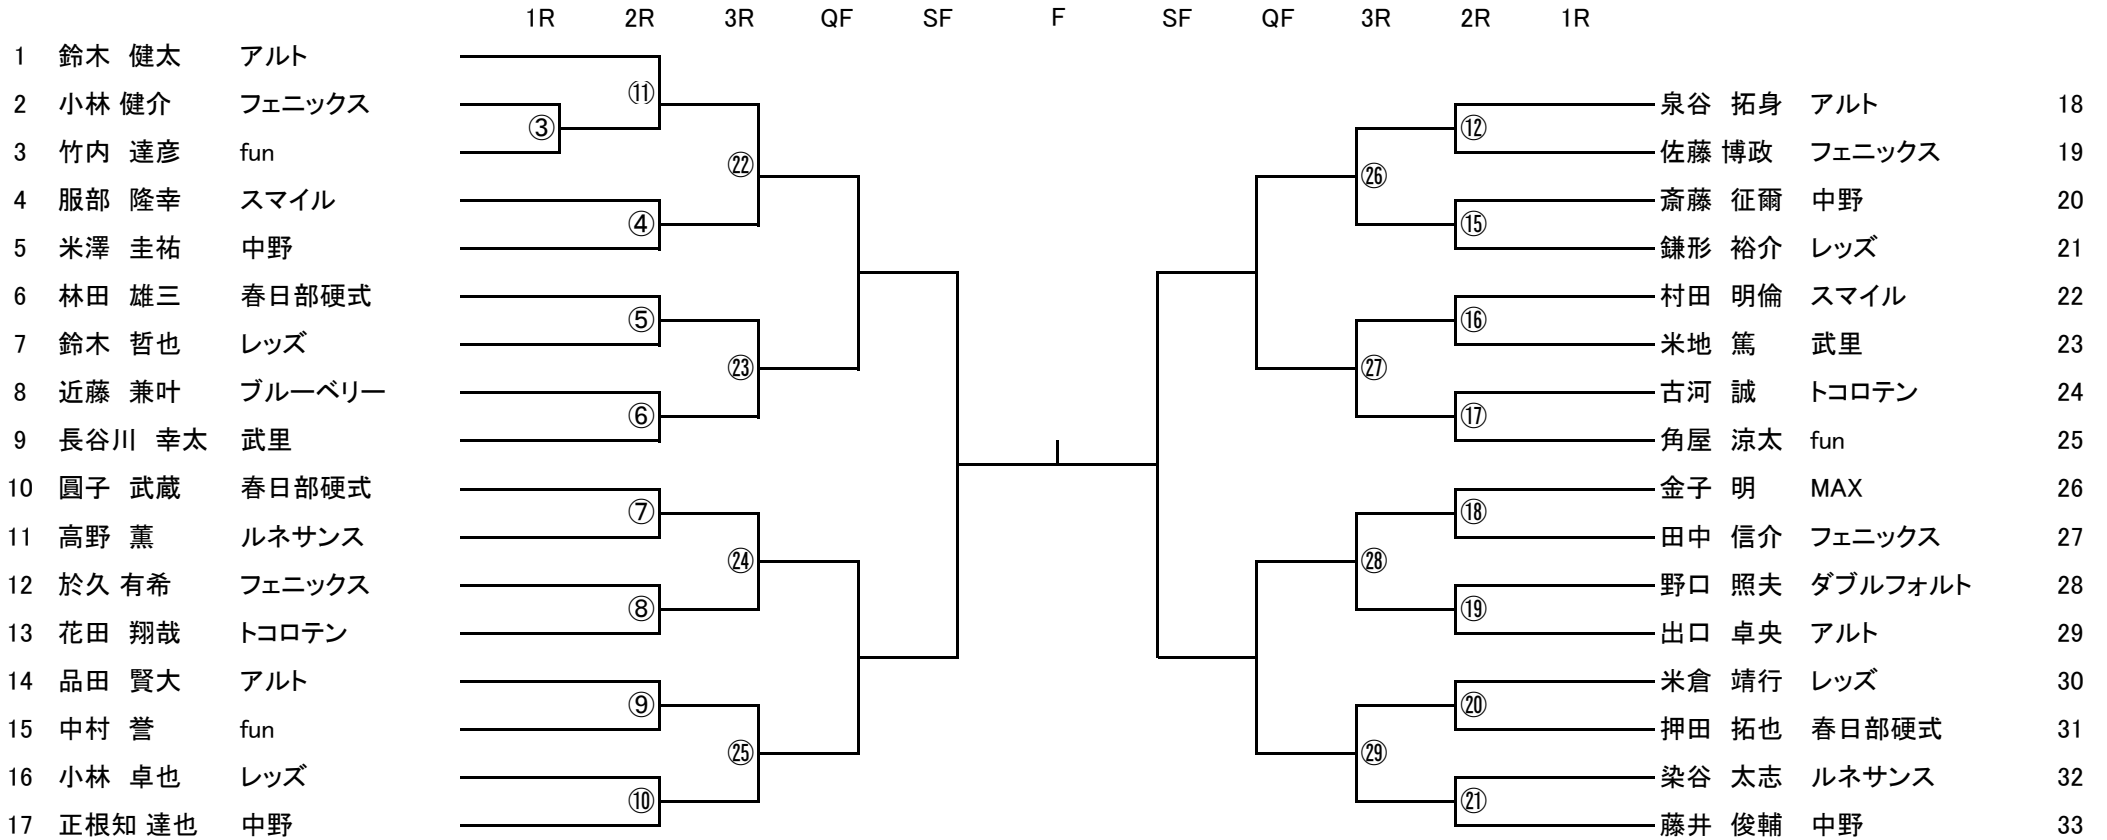 1R 2R 3R QF SF F SF QF 3R 2R 1R
1 鈴木 健太 アルト
⑪
2 小林 健介 フェニックス 泉谷 拓身 アルト 18
③ ⑫
3 竹内 達彦 fun 佐藤 博政 フェニックス 19
㉒ ㉖
4 服部 隆幸 スマイル 斎藤 征爾 中野 20
④ ⑮
5 米澤 圭祐 中野 鎌形 裕介 レッズ 21
6 林田 雄三 春日部硬式 村田 明倫 スマイル 22
⑤ ⑯
7 鈴木 哲也 レッズ 米地 篤 武里 23
㉓ ㉗
8 近藤 兼叶 ブルーベリー 古河 誠 トコロテン 24
⑥ ⑰
9 長谷川 幸太 武里 角屋 涼太 fun 25
10 圓子 武蔵 春日部硬式 金子 明 MAX 26
⑦ ⑱
11 高野 薫 ルネサンス 田中 信介 フェニックス 27
㉔ ㉘
12 於久 有希 フェニックス 野口 照夫 ダブルフォルト 28
⑧ ⑲
13 花田 翔哉 トコロテン 出口 卓央 アルト 29
14 品田 賢大 アルト 米倉 靖行 レッズ 30
⑨ ⑳
15 中村 誉 fun 押田 拓也 春日部硬式 31
㉕ ㉙
16 小林 卓也 レッズ 染谷 太志 ルネサンス 32
⑩ ㉑
17 正根知 達也 中野 藤井 俊輔 中野 33